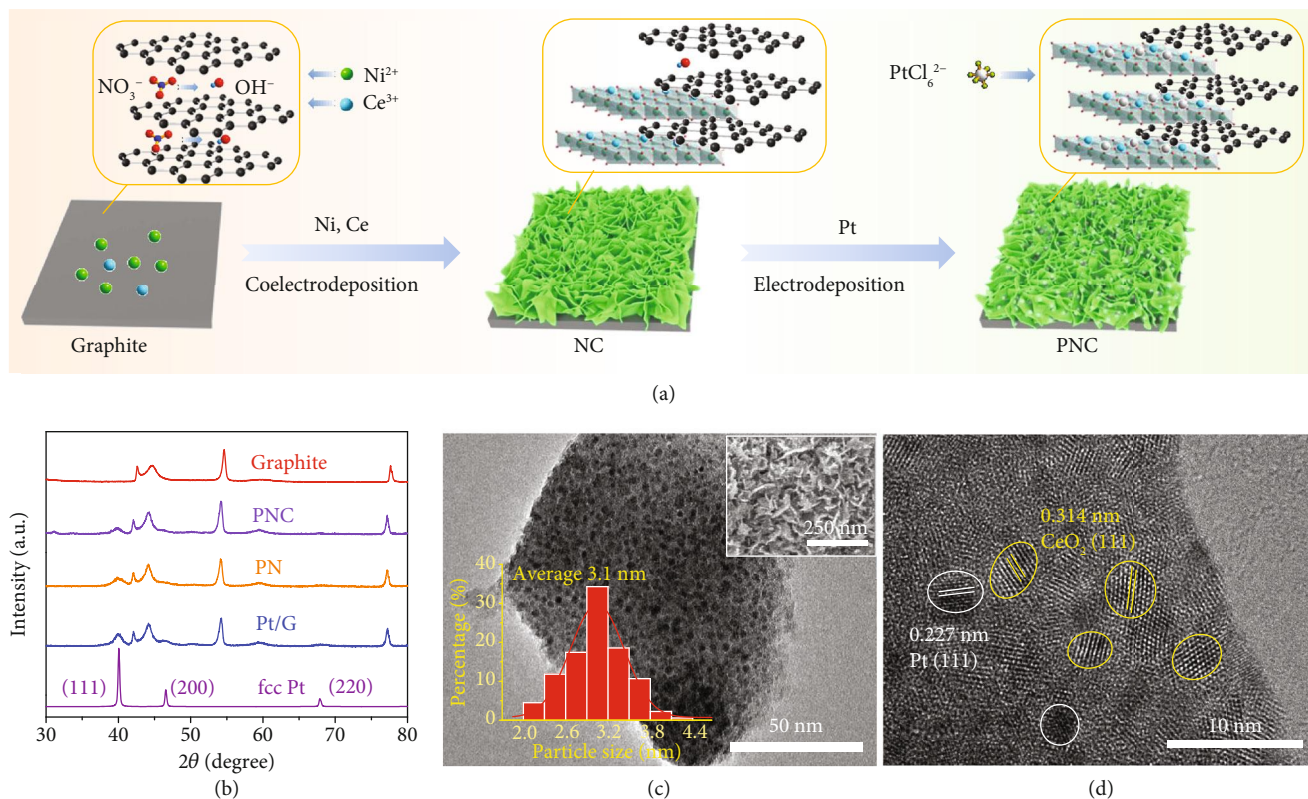 (a)
NO₃⁻
OH⁻
Ni²⁺
Ce³⁺
PtCl₆²⁻
Ni, Ce
Coelectrodeposition
Pt
Electrodeposition
Graphite
NC
PNC
(a)
Intensity (a.u.)
Graphite
PNC
PN
Pt/G
(111)
(200)
fcc Pt
(220)
30
40
50
60
70
80
2θ (degree)
(b)
250 nm
Average 3.1 nm
Percentage (%)
40
30
20
10
0
2.0
2.6
3.2
3.8
4.4
Particle size (nm)
50 nm
(c)
0.314 nm
CeO₂ (111)
0.227 nm
Pt (111)
10 nm
(d)